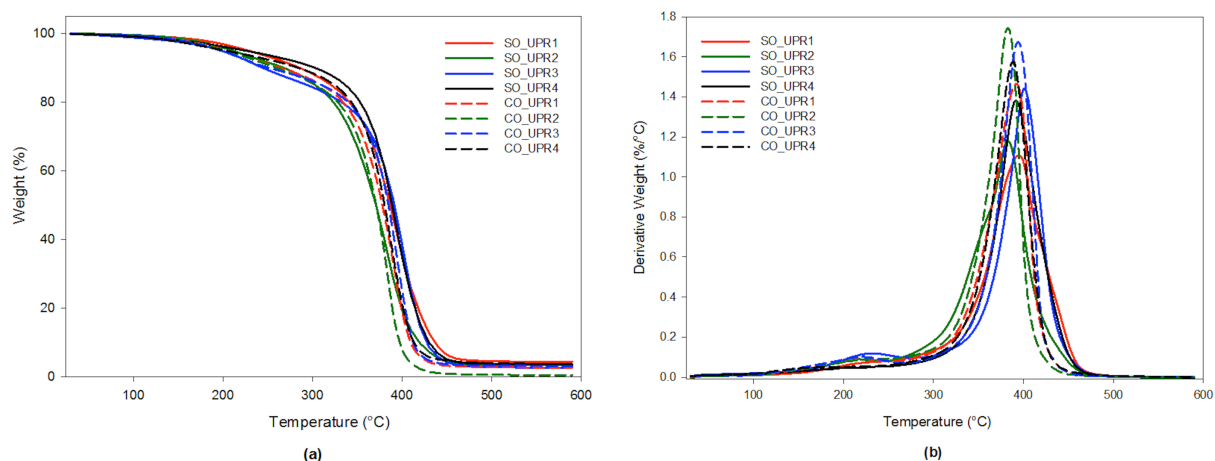 100
80
60
40
20
0
Weight (%)
100
200
300
400
500
600
Temperature (°C)
SO_UPR1
SO_UPR2
SO_UPR3
SO_UPR4
CO_UPR1
CO_UPR2
CO_UPR3
CO_UPR4
(a)
1.8
1.6
1.4
1.2
1.0
0.8
0.6
0.4
0.2
0.0
Derivative Weight (%/°C)
100
200
300
400
500
600
Temperature (°C)
SO_UPR1
SO_UPR2
SO_UPR3
SO_UPR4
CO_UPR1
CO_UPR2
CO_UPR3
CO_UPR4
(b)